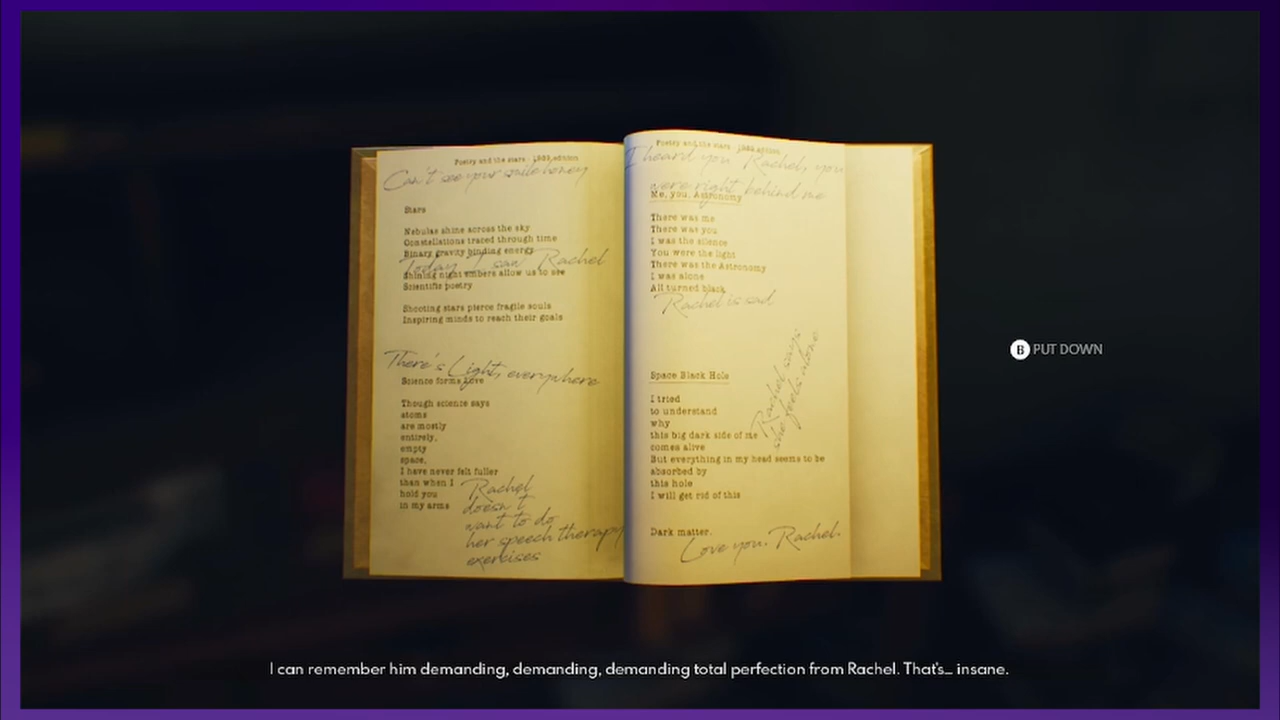 Poetry and the stars - 1983 edition
Can't see your smile honey
Stars
Nebulas shine across the sky
Constellations traced through time
Binary gravity binding energy
Today I saw Rachel
Shining night embers allow us to see
Scientific poetry
Shooting stars pierce fragile souls
Inspiring minds to reach their goals
There's Light, everywhere
Science forms Love
Though science says
atoms
are mostly
entirely,
empty
space,
I have never felt fuller
than when I
hold you
in my arms
Rachel
doesn't
want to do
her speech therapy
exercises
Poetry and the stars - 1983 edition
I heard you Rachel, you
were right behind me
Me, you, Astronomy
There was me
There was you
I was the silence
You were the light
There was the Astronomy
I was alone
All turned black
Rachel is sad
Rachel says
she feels alone
Space Black Hole
I tried
to understand
why
this big dark side of me
comes alive
But everything in my head seems to be
absorbed by
this hole
I will get rid of this
Dark matter.
Love you. Rachel.
B PUT DOWN
I can remember him demanding, demanding, demanding total perfection from Rachel. That's… insane.